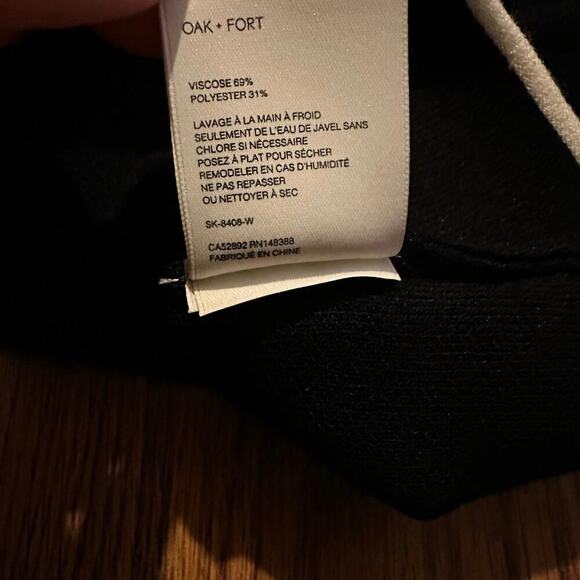 OAK + FORT
VISCOSE 69%
POLYESTER 31%
LAVAGE À LA MAIN À FROID
SEULEMENT DE L'EAU DE JAVEL SANS
CHLORE SI NÉCESSAIRE
POSEZ À PLAT POUR SÉCHER
REMODELER EN CAS D'HUMIDITÉ
NE PAS REPASSER
OU NETTOYER À SEC
SK-8408-W
CA52892 RN148388
FABRIQUÉ EN CHINE